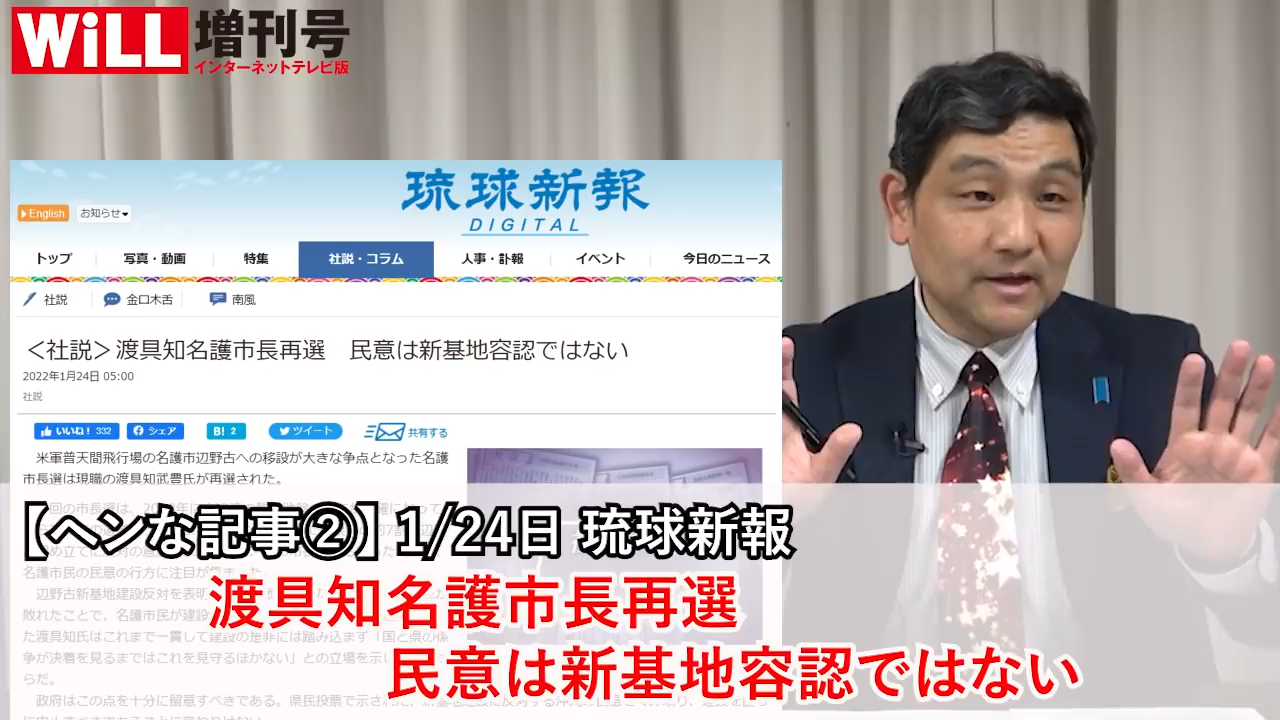 WiLL 増刊号
インターネットテレビ版
琉球新報
DIGITAL
English お知らせ
トップ 写真・動画 特集 社説・コラム 人事・訃報 イベント 今日のニュース
社説 金口木舌 南風
＜社説＞渡具知名護市長再選 民意は新基地容認ではない
2022年1月24日 05:00
社説
いいね！ 332 シェア B! 2 ツイート 共有する
米軍普天間飛行場の名護市辺野古への移設が大きな争点となった名護
市長選は現職の渡具知武豊氏が再選された。
【ヘンな記事②】1/24日 琉球新報
名護市民の民意の行方に注目が集まった
渡具知名護市長再選
辺野古新基地建設反対を表明
敗れたことで、名護市民が建設
た渡具知氏はこれまで一貫して建設の是非には踏み込まず「国と県の係
争が決着を見るまではこれを見守るほかない」との立場を示し
民意は新基地容認ではない
らだ。
政府はこの点を十分に留意すべきである。県民投票で示された、新基地建設に反対する